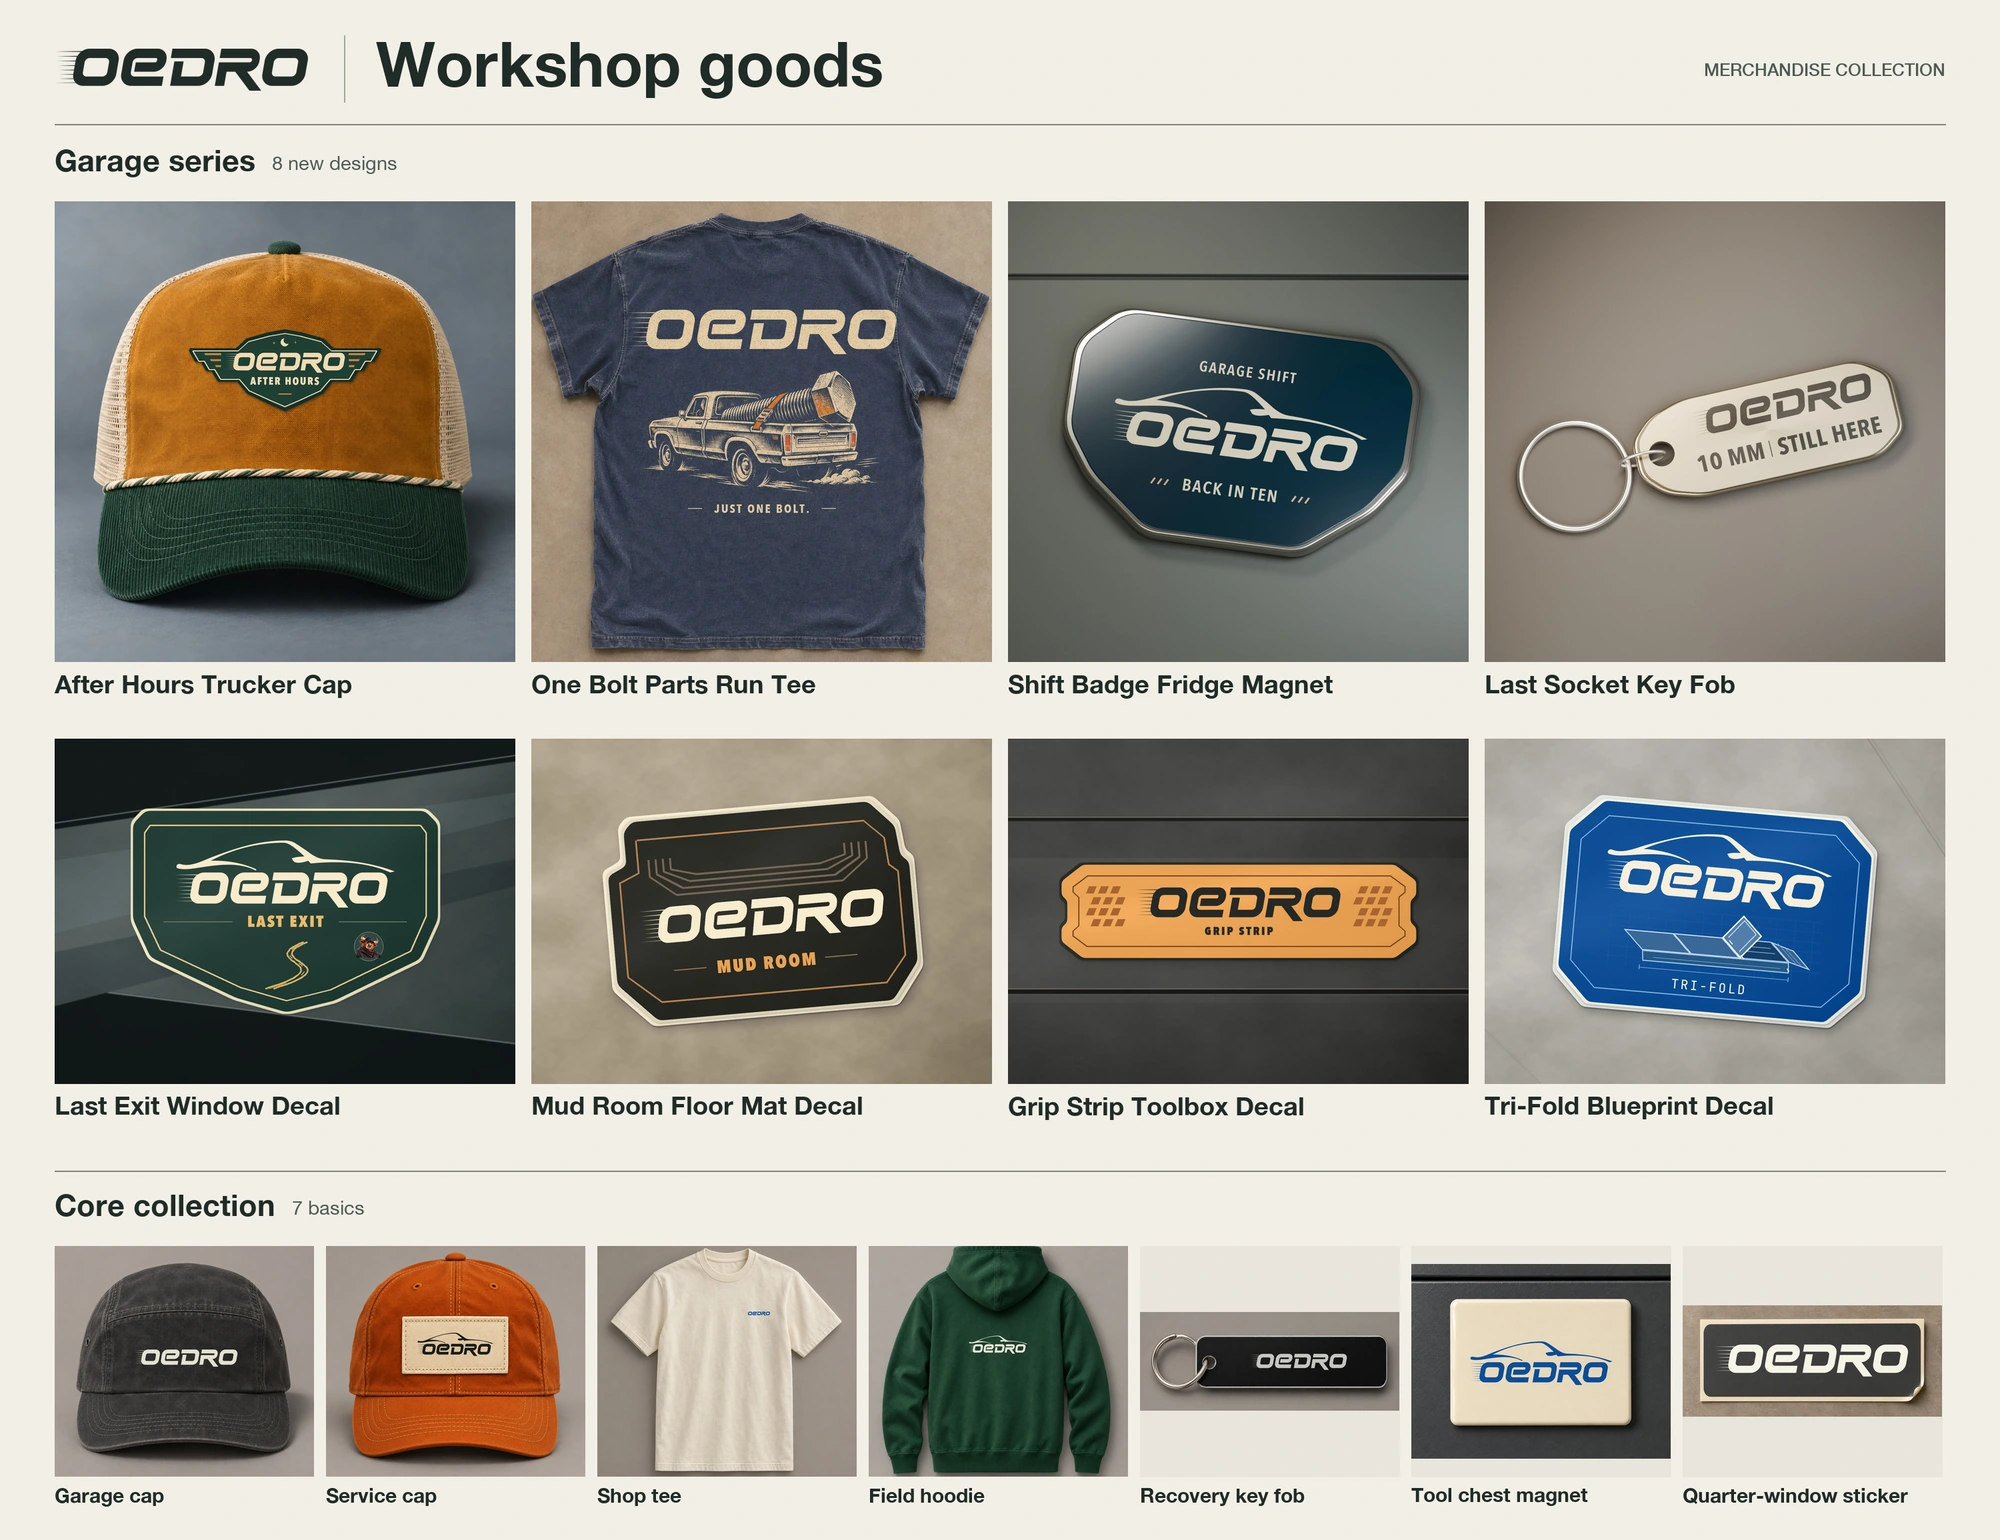 OEDRO
Workshop goods
MERCHANDISE COLLECTION
Garage series 8 new designs
OEDRO
AFTER HOURS
OEDRO
JUST ONE BOLT.
GARAGE SHIFT
OEDRO
BACK IN TEN
OEDRO
10 MM | STILL HERE
After Hours Trucker Cap
One Bolt Parts Run Tee
Shift Badge Fridge Magnet
Last Socket Key Fob
OEDRO
LAST EXIT
OEDRO
MUD ROOM
OEDRO
GRIP STRIP
OEDRO
TRI-FOLD
Last Exit Window Decal
Mud Room Floor Mat Decal
Grip Strip Toolbox Decal
Tri-Fold Blueprint Decal
Core collection 7 basics
OEDRO
OEDRO
OEDRO
OEDRO
OEDRO
OEDRO
OEDRO
Garage cap
Service cap
Shop tee
Field hoodie
Recovery key fob
Tool chest magnet
Quarter-window sticker